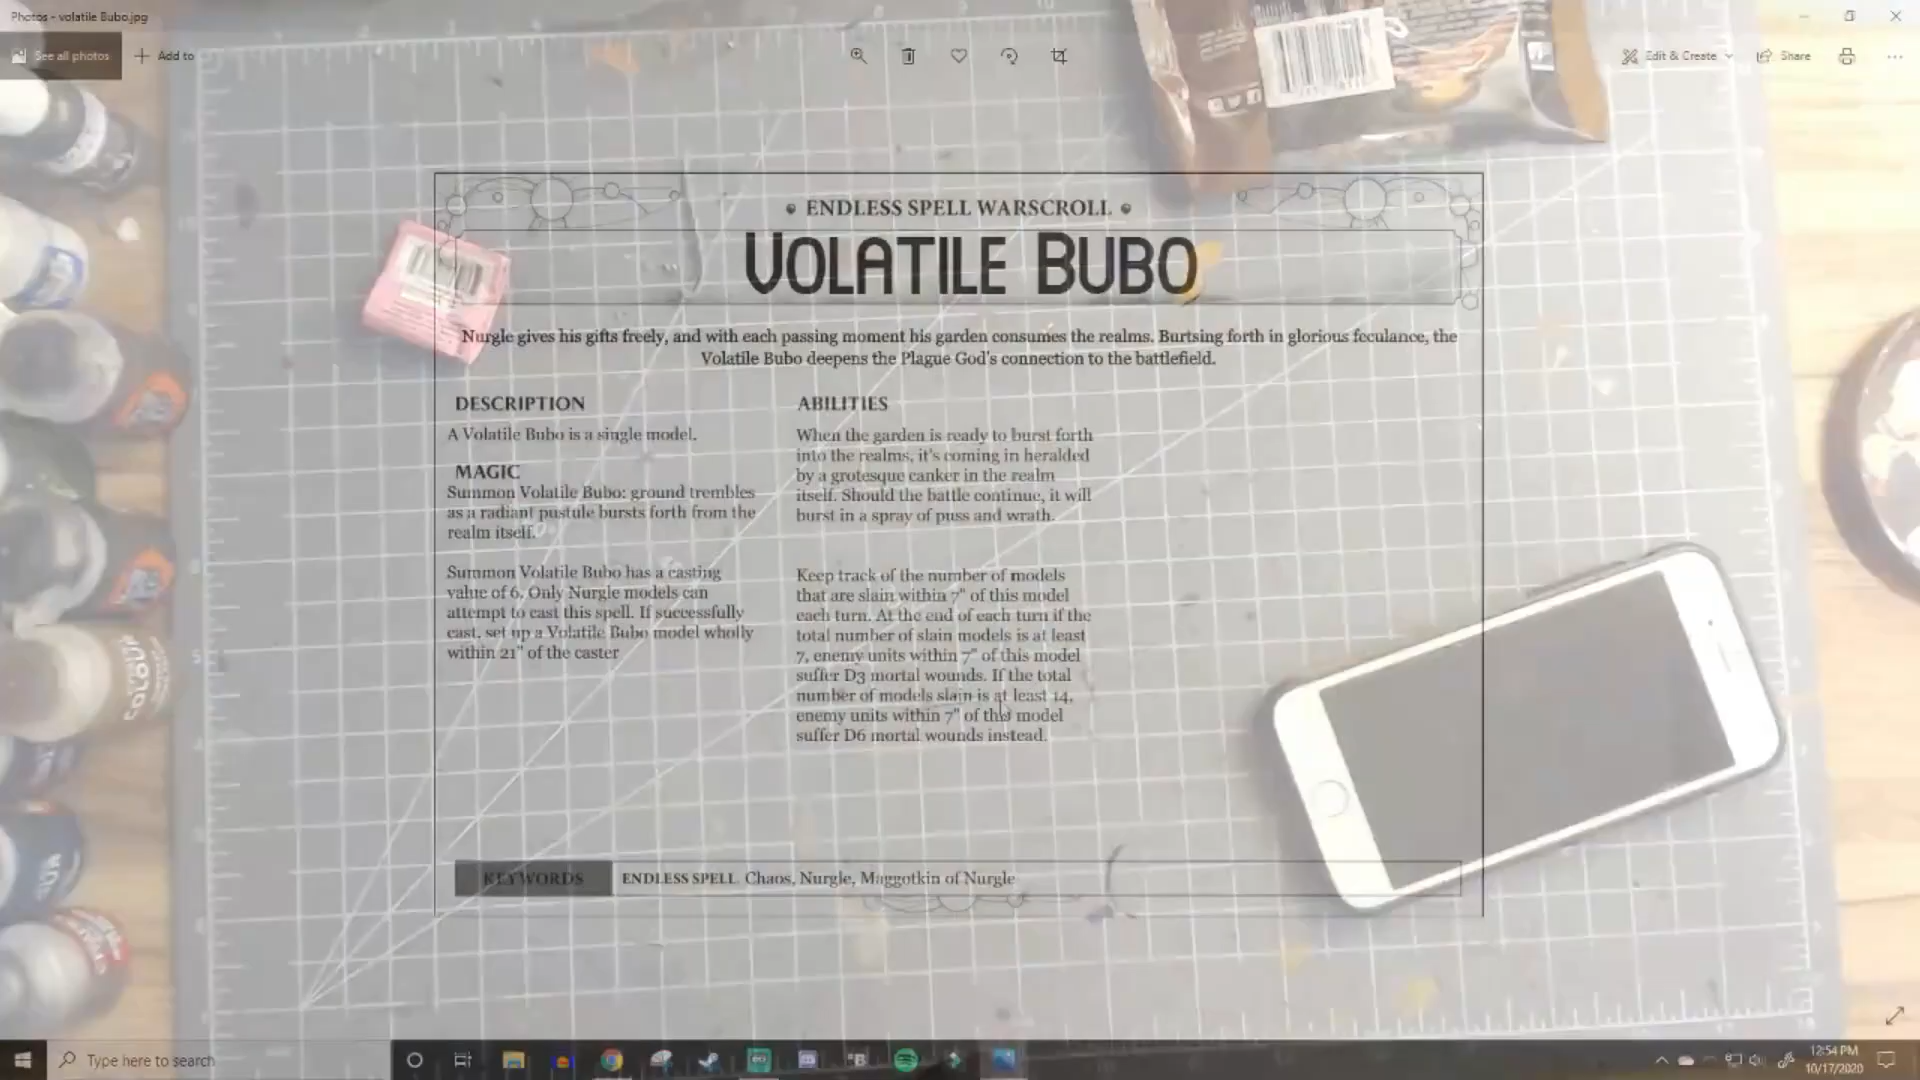 Photos - volatile Bubo.jpg
See all photos
Add to
Edit & Create
Share
ENDLESS SPELL WARSCROLL
VOLATILE BUBO
Nurgle gives his gifts freely, and with each passing moment his garden consumes the realms. Burtsing forth in glorious feculance, the
Volatile Bubo deepens the Plague God's connection to the battlefield.
DESCRIPTION
A Volatile Bubo is a single model.
MAGIC
Summon Volatile Bubo: ground trembles
as a radiant pustule bursts forth from the
realm itself.
Summon Volatile Bubo has a casting
value of 6. Only Nurgle models can
attempt to cast this spell. If successfully
cast, set up a Volatile Bubo model wholly
within 21" of the caster
ABILITIES
When the garden is ready to burst forth
into the realms, it's coming in heralded
by a grotesque canker in the realm
itself. Should the battle continue, it will
burst in a spray of puss and wrath.
Keep track of the number of models
that are slain within 7" of this model
each turn. At the end of each turn if the
total number of slain models is at least
7, enemy units within 7" of this model
suffer D3 mortal wounds. If the total
number of models slain is at least 14,
enemy units within 7" of this model
suffer D6 mortal wounds instead.
KEYWORDS
ENDLESS SPELL, Chaos, Nurgle, Maggotkin of Nurgle
COLOUR
Type here to search
12:54 PM
10/17/2020